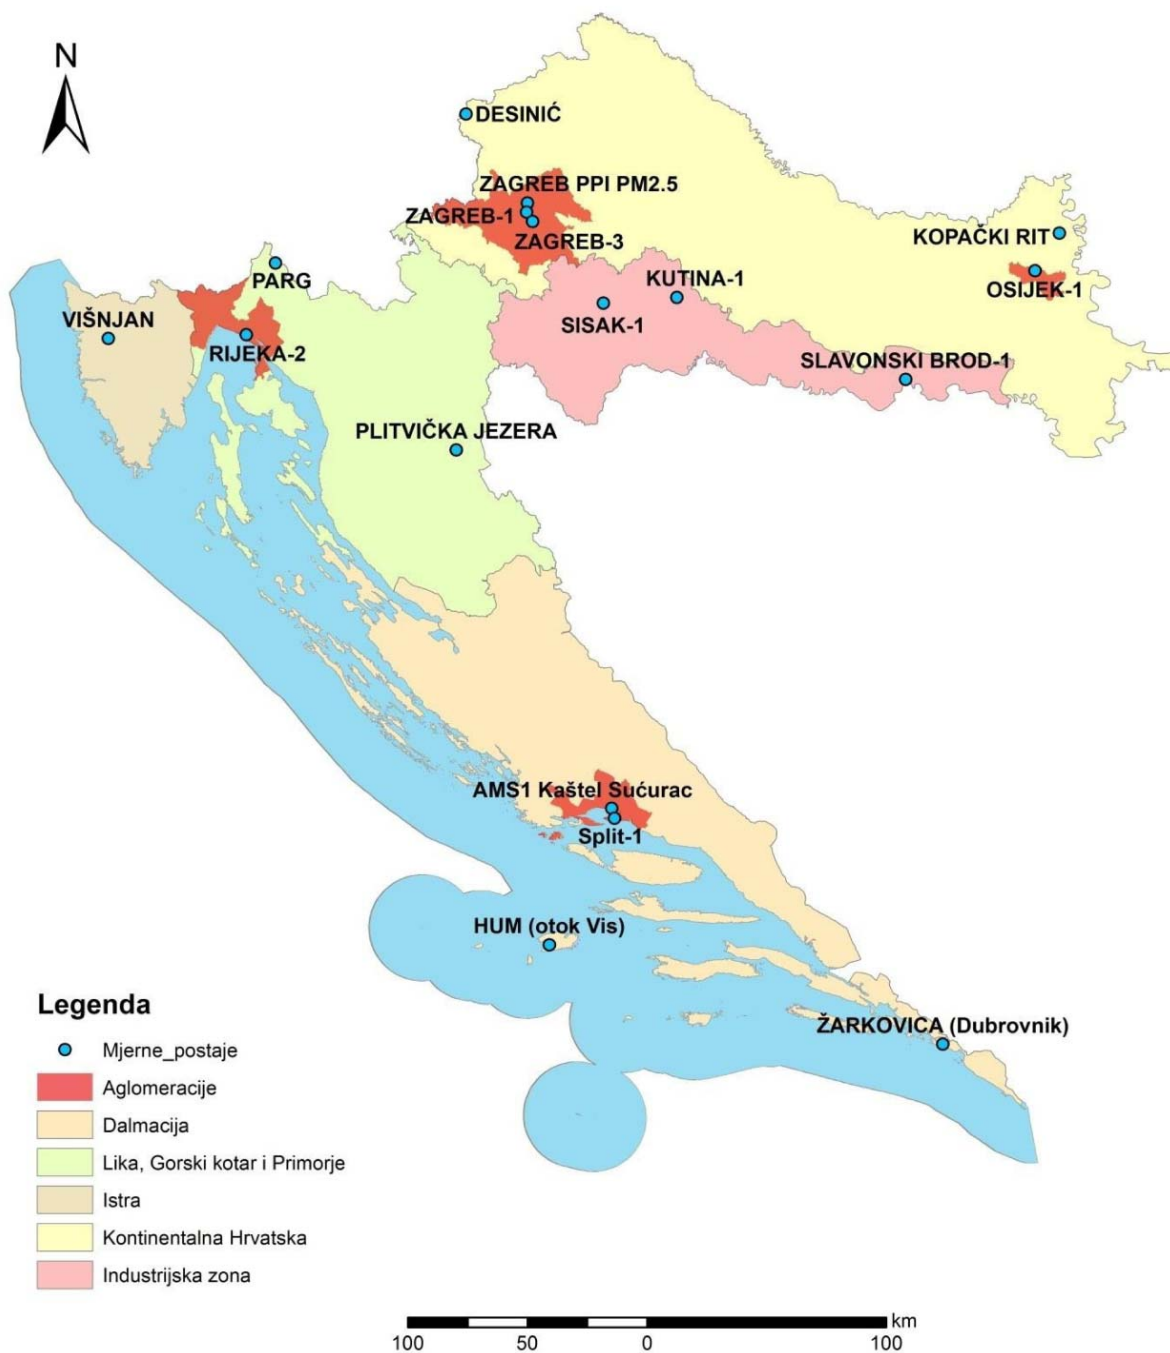 N
DESINIĆ
ZAGREB PPI PM2.5
ZAGREB-1
ZAGREB-3
KOPAČKI RIT
OSIJEK-1
PARG
KUTINA-1
VIŠNJAN
SISAK-1
RIJEKA-2
SLAVONSKI BROD-1
PLITVIČKA JEZERA
AMS1 Kaštel Sućurac
Split-1
HUM (otok Vis)
ŽARKOVICA (Dubrovnik)
Legenda
Mjerne_postaje
Aglomeracije
Dalmacija
Lika, Gorski kotar i Primorje
Istra
Kontinentalna Hrvatska
Industrijska zona
km
100 50 0 100